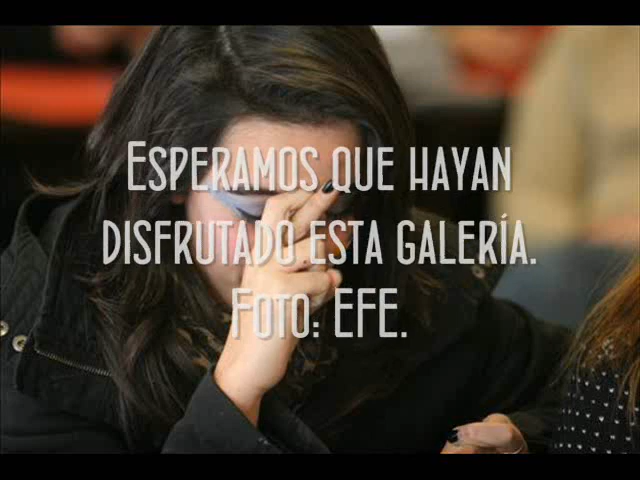 Esperamos que hayan
disfrutado esta galería.
Foto: EFE.